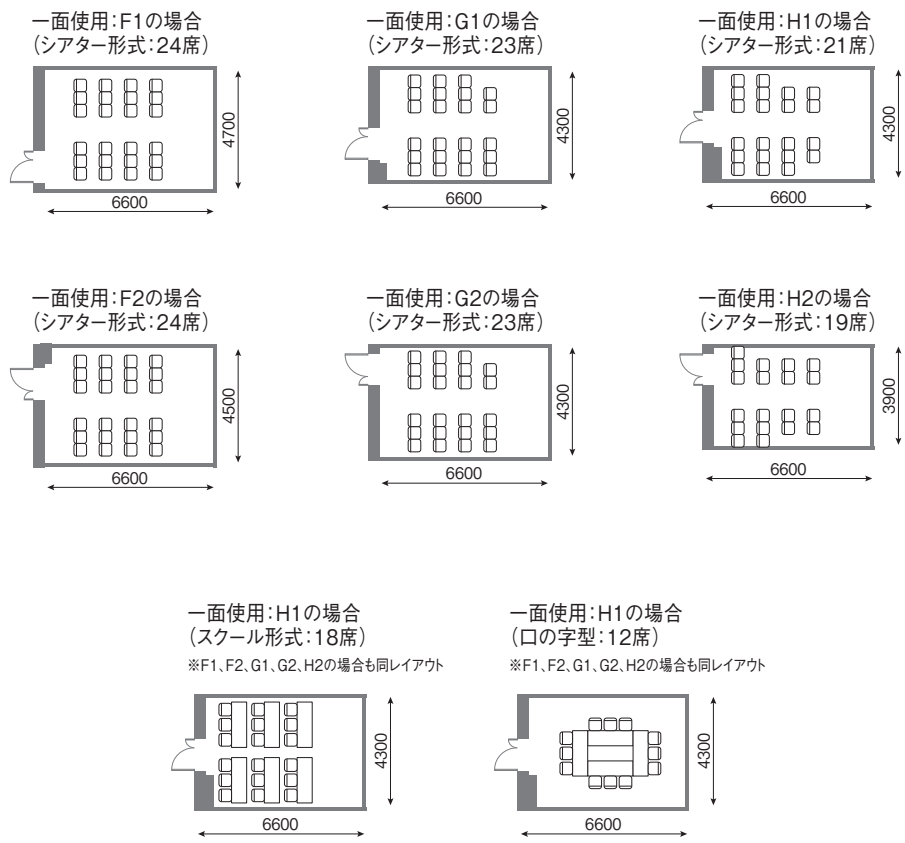 一面使用：F1の場合
（シアター形式：24席）
4700
6600
一面使用：G1の場合
（シアター形式：23席）
4300
6600
一面使用：H1の場合
（シアター形式：21席）
4300
6600
一面使用：F2の場合
（シアター形式：24席）
4500
6600
一面使用：G2の場合
（シアター形式：23席）
4300
6600
一面使用：H2の場合
（シアター形式：19席）
3900
6600
一面使用：H1の場合
（スクール形式：18席）
※F1、F2、G1、G2、H2の場合も同レイアウト
4300
6600
一面使用：H1の場合
（口の字型：12席）
※F1、F2、G1、G2、H2の場合も同レイアウト
4300
6600